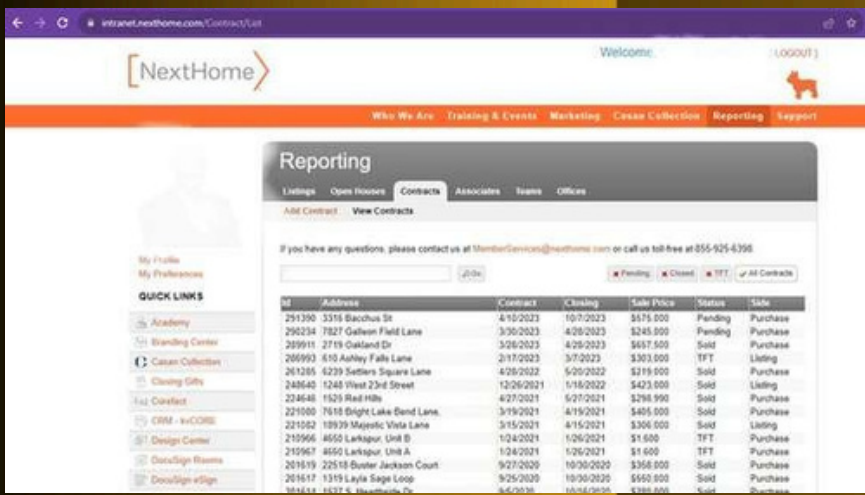 intranet.nexthome.com/Contract/List
Welcome LOGOUT ]
[NextHome>
Who We Are Training & Events Marketing Casan Collection Reporting Support
Reporting
Listings Open Houses Contracts Associates Teams Offices
Add Contract View Contracts
If you have any questions, please contact us at MemberServices@nexthome.com or call us toll-free at 855-925-6398.
My Profile
My Preferences
Go Pending Closed TFT All Contracts
QUICK LINKS
Academy
Branding Center
Casan Collection
Closing Gifts
Curefact
CRM - kvCORE
Design Center
DocuSign Rooms
DocuSign eSign
Id Address Contract Closing Sale Price Status Side
291390 3316 Bacchus St 4/10/2023 10/7/2023 $575,000 Pending Purchase
290234 7827 Galleon Field Lane 3/30/2023 4/28/2023 $245,000 Pending Purchase
289911 2719 Oakland Dr 3/28/2023 4/28/2023 $657,500 Sold Purchase
286993 610 Ashley Falls Lane 2/17/2023 3/7/2023 $303,000 TFT Listing
261285 6239 Settlers Square Lane 4/28/2022 5/20/2022 $219,000 Sold Purchase
248640 1248 West 23rd Street 12/26/2021 1/18/2022 $423,000 Sold Listing
224648 1525 Red Hills 4/27/2021 5/27/2021 $298,990 Sold Purchase
221080 7618 Bright Lake Bend Lane, 3/19/2021 4/19/2021 $405,000 Sold Purchase
221082 18939 Majestic Vista Lane 3/15/2021 4/15/2021 $306,000 Sold Listing
210966 4650 Larkspur, Unit B 1/24/2021 1/26/2021 $1,600 TFT Purchase
210967 4650 Larkspur, Unit A 1/24/2021 1/26/2021 $1,600 TFT Purchase
201619 22518 Buster Jackson Court 9/27/2020 10/30/2020 $368,000 Sold Purchase
201617 1319 Layla Sage Loop 9/25/2020 10/30/2020 $550,000 Sold Purchase